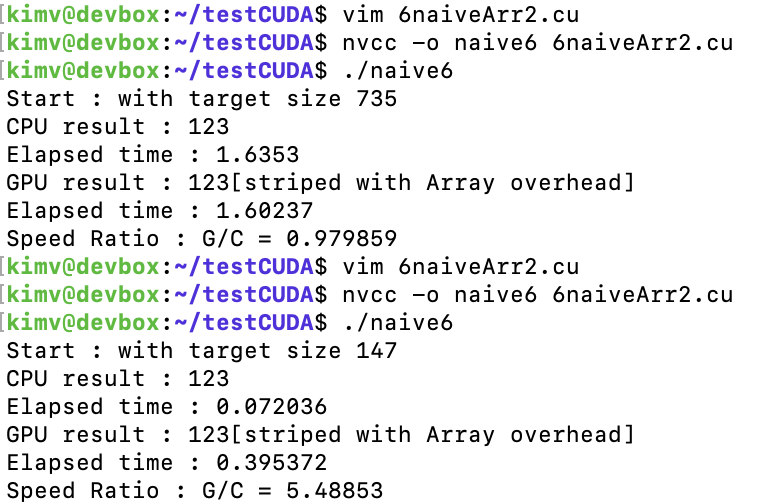 [kimv@devbox:~/testCUDA$ vim 6naiveArr2.cu
[kimv@devbox:~/testCUDA$ nvcc -o naive6 6naiveArr2.cu
[kimv@devbox:~/testCUDA$ ./naive6
Start : with target size 735
CPU result : 123
Elapsed time : 1.6353
GPU result : 123[striped with Array overhead]
Elapsed time : 1.60237
Speed Ratio : G/C = 0.979859
[kimv@devbox:~/testCUDA$ vim 6naiveArr2.cu
[kimv@devbox:~/testCUDA$ nvcc -o naive6 6naiveArr2.cu
[kimv@devbox:~/testCUDA$ ./naive6
Start : with target size 147
CPU result : 123
Elapsed time : 0.072036
GPU result : 123[striped with Array overhead]
Elapsed time : 0.395372
Speed Ratio : G/C = 5.48853